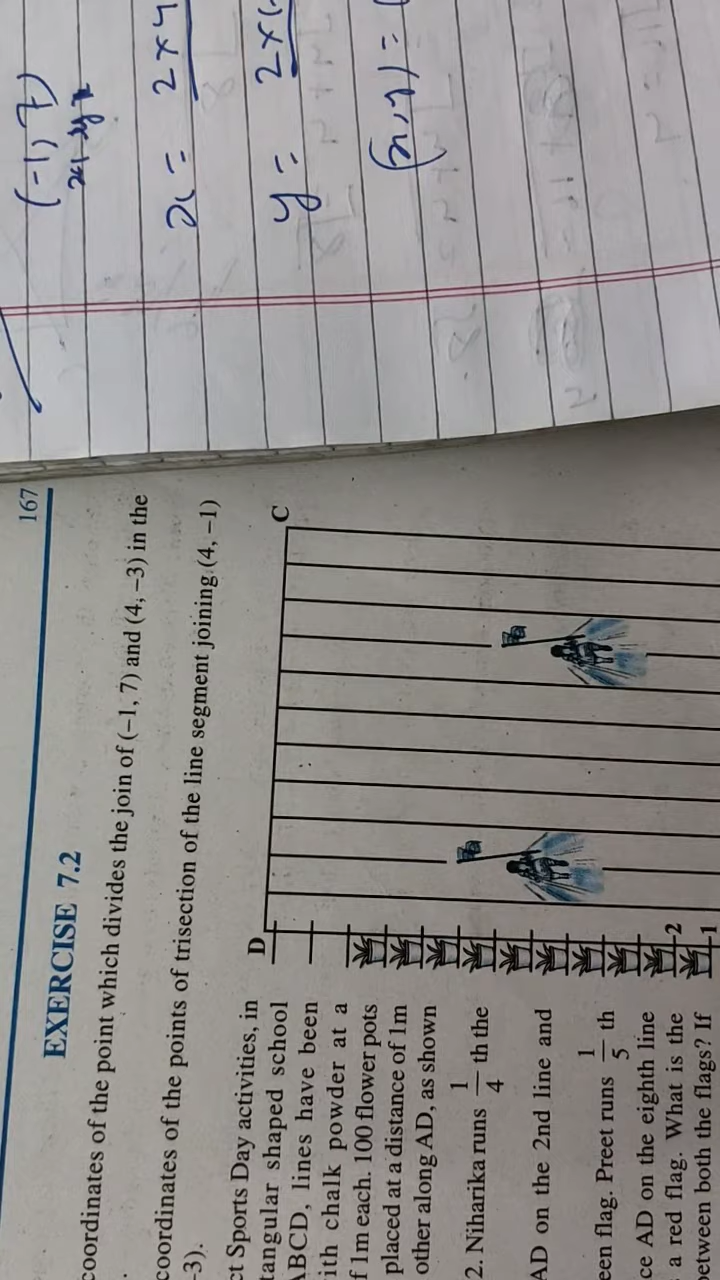 (-1, 7)
x1 y1
x = 2×4
y = 2×(-
(x, y) = (
167
EXERCISE 7.2
coordinates of the point which divides the join of (–1, 7) and (4, –3) in the
.
coordinates of the points of trisection of the line segment joining (4, –1)
–3).
ct Sports Day activities, in
tangular shaped school
ABCD, lines have been
ith chalk powder at a
f 1m each. 100 flower pots
placed at a distance of 1m
other along AD, as shown
2. Niharika runs 1/4 th the
AD on the 2nd line and
een flag. Preet runs 1/5 th
ce AD on the eighth line
a red flag. What is the
etween both the flags? If
D
C
2
1